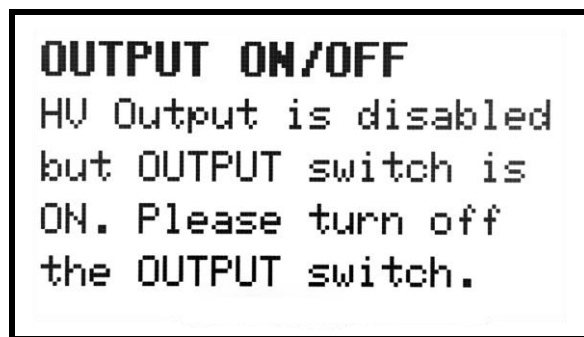 OUTPUT ON/OFF
HV Output is disabled
but OUTPUT switch is
ON. Please turn off
the OUTPUT switch.